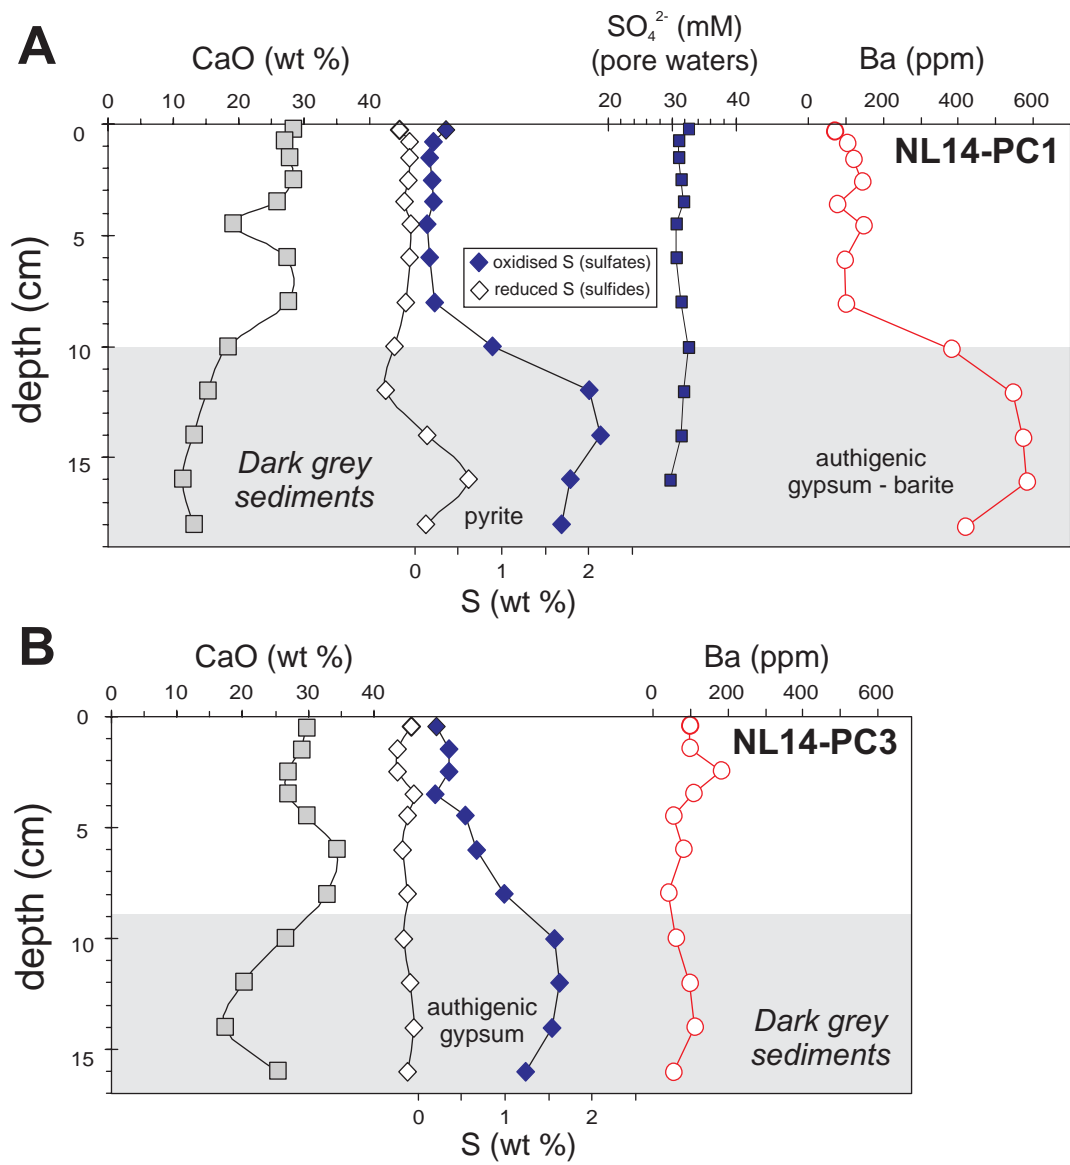 A
CaO (wt %)
SO₄²⁻ (mM)
(pore waters)
Ba (ppm)
0 10 20 30 40
20 30 40
0 200 400 600
NL14-PC1
0
5
10
15
depth (cm)
oxidised S (sulfates)
reduced S (sulfides)
Dark grey
sediments
pyrite
authigenic
gypsum - barite
0 1 2
S (wt %)
B
CaO (wt %)
Ba (ppm)
0 10 20 30 40
0 200 400 600
NL14-PC3
0
5
10
15
depth (cm)
authigenic
gypsum
Dark grey
sediments
0 1 2
S (wt %)